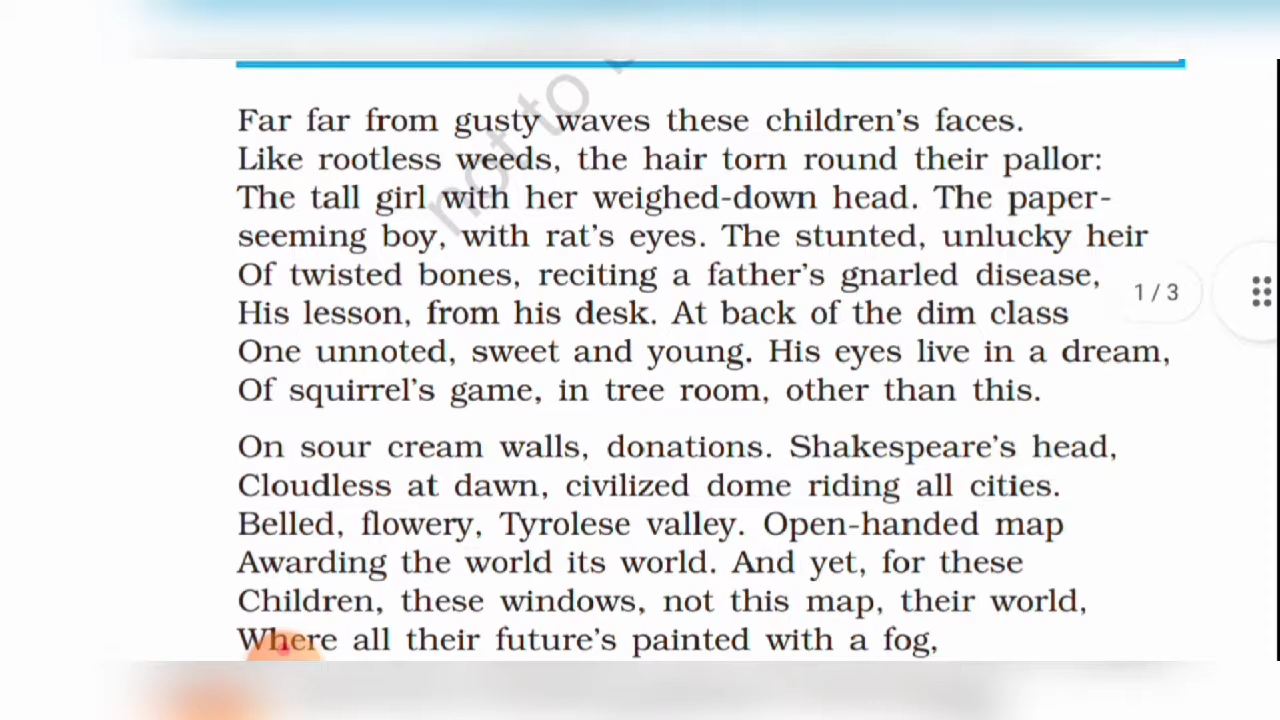 Far far from gusty waves these children's faces.
Like rootless weeds, the hair torn round their pallor:
The tall girl with her weighed-down head. The paper-
seeming boy, with rat's eyes. The stunted, unlucky heir
Of twisted bones, reciting a father's gnarled disease,
His lesson, from his desk. At back of the dim class
One unnoted, sweet and young. His eyes live in a dream,
Of squirrel's game, in tree room, other than this.
On sour cream walls, donations. Shakespeare's head,
Cloudless at dawn, civilized dome riding all cities.
Belled, flowery, Tyrolese valley. Open-handed map
Awarding the world its world. And yet, for these
Children, these windows, not this map, their world,
Where all their future's painted with a fog,
1 / 3
not to